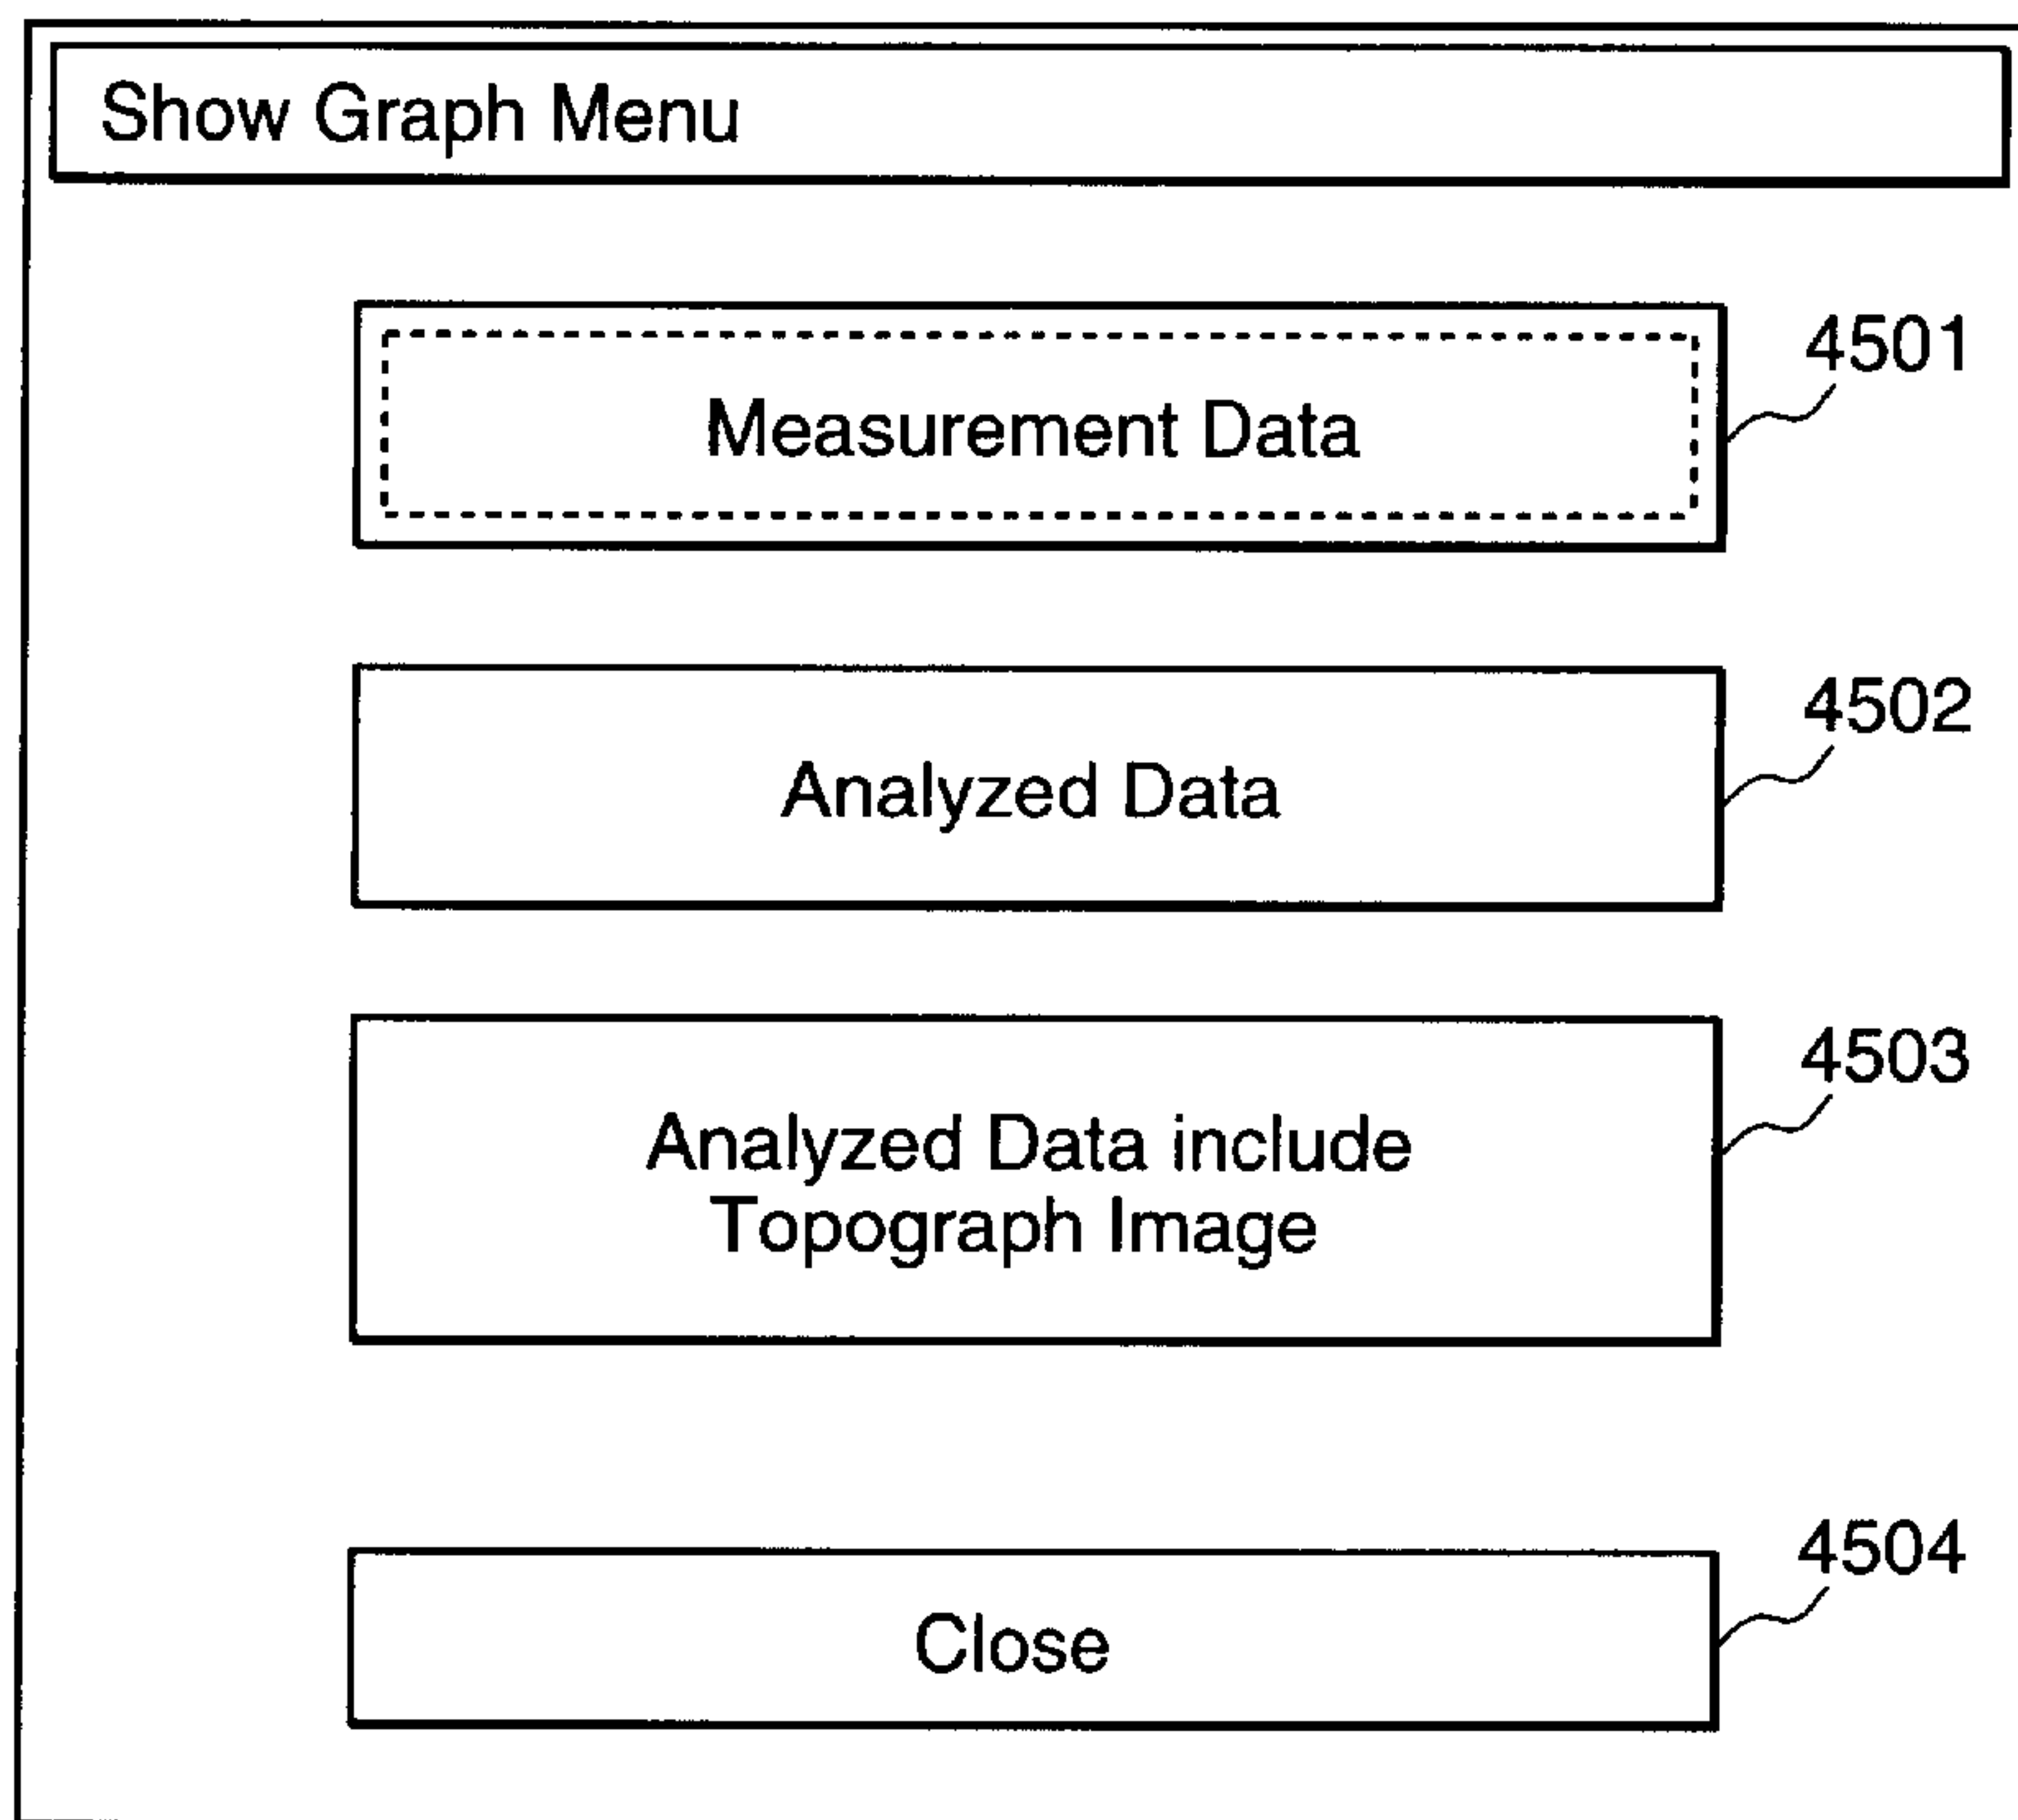 Show Graph Menu
4501
Measurement Data
4502
Analyzed Data
4503
Analyzed Data include
Topograph Image
4504
Close